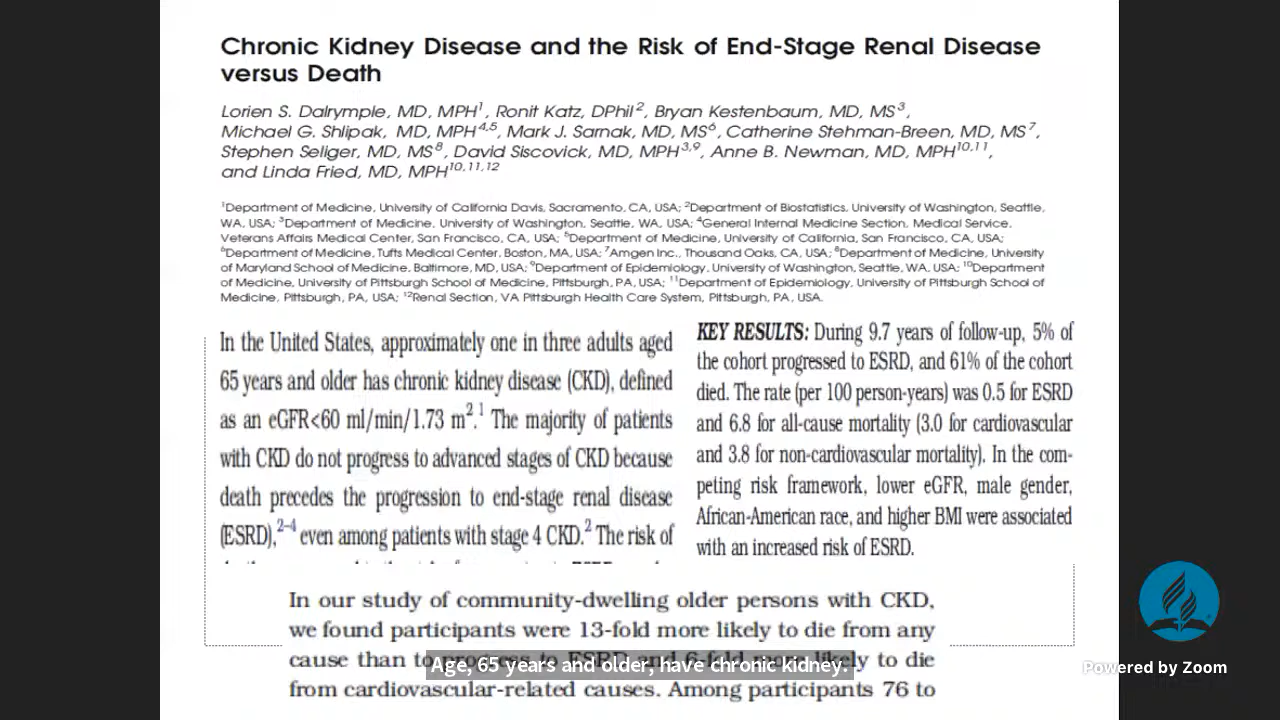 Chronic Kidney Disease and the Risk of End-Stage Renal Disease
versus Death
Lorien S. Dalrymple, MD, MPH1, Ronit Katz, DPhil2, Bryan Kestenbaum, MD, MS3,
Michael G. Shlipak, MD, MPH4,5, Mark J. Sarnak, MD, MS6, Catherine Stehman-Breen, MD, MS7,
Stephen Seliger, MD, MS8, David Siscovick, MD, MPH3,9, Anne B. Newman, MD, MPH10,11,
and Linda Fried, MD, MPH10,11,12
1Department of Medicine, University of California Davis, Sacramento, CA, USA; 2Department of Biostatistics, University of Washington, Seattle,
WA, USA; 3Department of Medicine, University of Washington, Seattle, WA, USA; 4General Internal Medicine Section, Medical Service,
Veterans Affairs Medical Center, San Francisco, CA, USA; 5Department of Medicine, University of California, San Francisco, CA, USA;
6Department of Medicine, Tufts Medical Center, Boston, MA, USA; 7Amgen Inc., Thousand Oaks, CA, USA; 8Department of Medicine, University
of Maryland School of Medicine, Baltimore, MD, USA; 9Department of Epidemiology, University of Washington, Seattle, WA, USA; 10Department
of Medicine, University of Pittsburgh School of Medicine, Pittsburgh, PA, USA; 11Department of Epidemiology, University of Pittsburgh School of
Medicine, Pittsburgh, PA, USA; 12Renal Section, VA Pittsburgh Health Care System, Pittsburgh, PA, USA.
In the United States, approximately one in three adults aged
65 years and older has chronic kidney disease (CKD), defined
as an eGFR<60 ml/min/1.73 m2.1 The majority of patients
with CKD do not progress to advanced stages of CKD because
death precedes the progression to end-stage renal disease
(ESRD),2–4 even among patients with stage 4 CKD.2 The risk of
KEY RESULTS: During 9.7 years of follow-up, 5% of
the cohort progressed to ESRD, and 61% of the cohort
died. The rate (per 100 person-years) was 0.5 for ESRD
and 6.8 for all-cause mortality (3.0 for cardiovascular
and 3.8 for non-cardiovascular mortality). In the com-
peting risk framework, lower eGFR, male gender,
African-American race, and higher BMI were associated
with an increased risk of ESRD.
In our study of community-dwelling older persons with CKD,
we found participants were 13-fold more likely to die from any
cause than to progress to ESRD and 6-fold more likely to die
from cardiovascular-related causes. Among participants 76 to
Age, 65 years and older, have chronic kidney.
Powered by Zoom